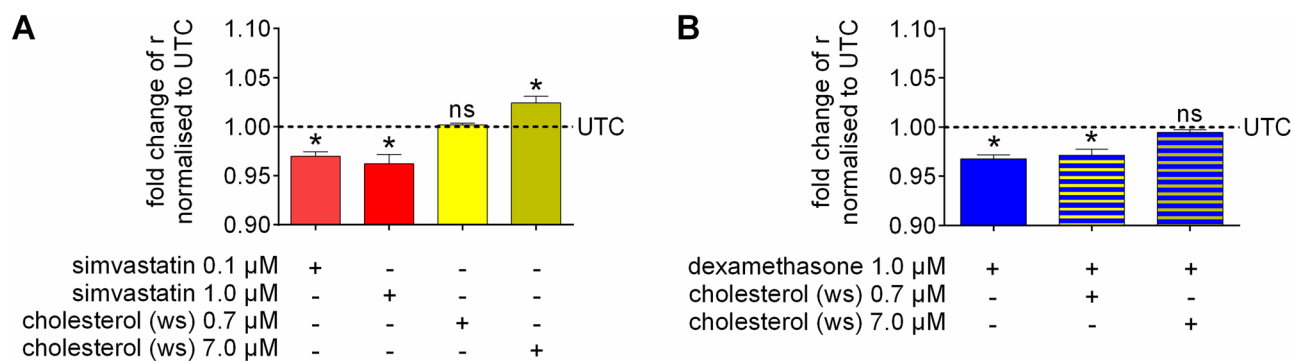 A
fold change of r
normalised to UTC
1.10
1.05
1.00
0.95
0.90
* * ns *
UTC
simvastatin 0.1 µM + - - -
simvastatin 1.0 µM - + - -
cholesterol (ws) 0.7 µM - - + -
cholesterol (ws) 7.0 µM - - - +
B
fold change of r
normalised to UTC
1.10
1.05
1.00
0.95
0.90
* * ns
UTC
dexamethasone 1.0 µM + + +
cholesterol (ws) 0.7 µM - + -
cholesterol (ws) 7.0 µM - - +